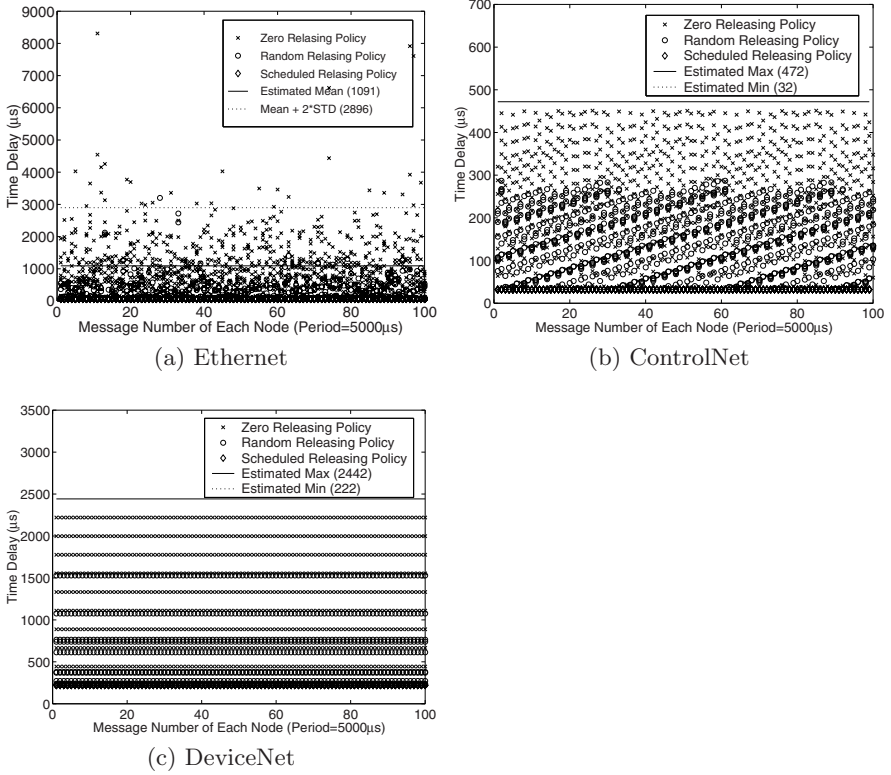 9000
8000
7000
6000
5000
4000
3000
2000
1000
0
Time Delay (μs)
× Zero Relasing Policy
○ Random Relasing Policy
◇ Scheduled Relasing Policy
Estimated Mean (1091)
Mean + 2*STD (2896)
0 20 40 60 80 100
Message Number of Each Node (Period=5000μs)
(a) Ethernet
700
600
500
400
300
200
100
0
Time Delay (μs)
× Zero Releasing Policy
○ Random Releasing Policy
◇ Scheduled Releasing Policy
Estimated Max (472)
Estimated Min (32)
0 20 40 60 80 100
Message Number of Each Node (Period=5000μs)
(b) ControlNet
3500
3000
2500
2000
1500
1000
500
0
Time Delay (μs)
× Zero Releasing Policy
○ Random Releasing Policy
◇ Scheduled Releasing Policy
Estimated Max (2442)
Estimated Min (222)
0 20 40 60 80 100
Message Number of Each Node (Period=5000μs)
(c) DeviceNet